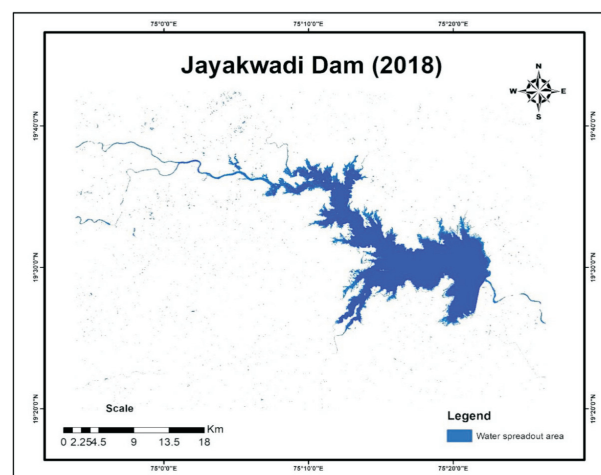 75°0'0"E 75°10'0"E 75°20'0"E
Jayakwadi Dam (2018)
N
W E
S
19°40'0"N 19°40'0"N
19°30'0"N 19°30'0"N
19°20'0"N 19°20'0"N
Scale
Km
0 2.25 4.5 9 13.5 18
Legend
Water spreadout area
75°0'0"E 75°10'0"E 75°20'0"E